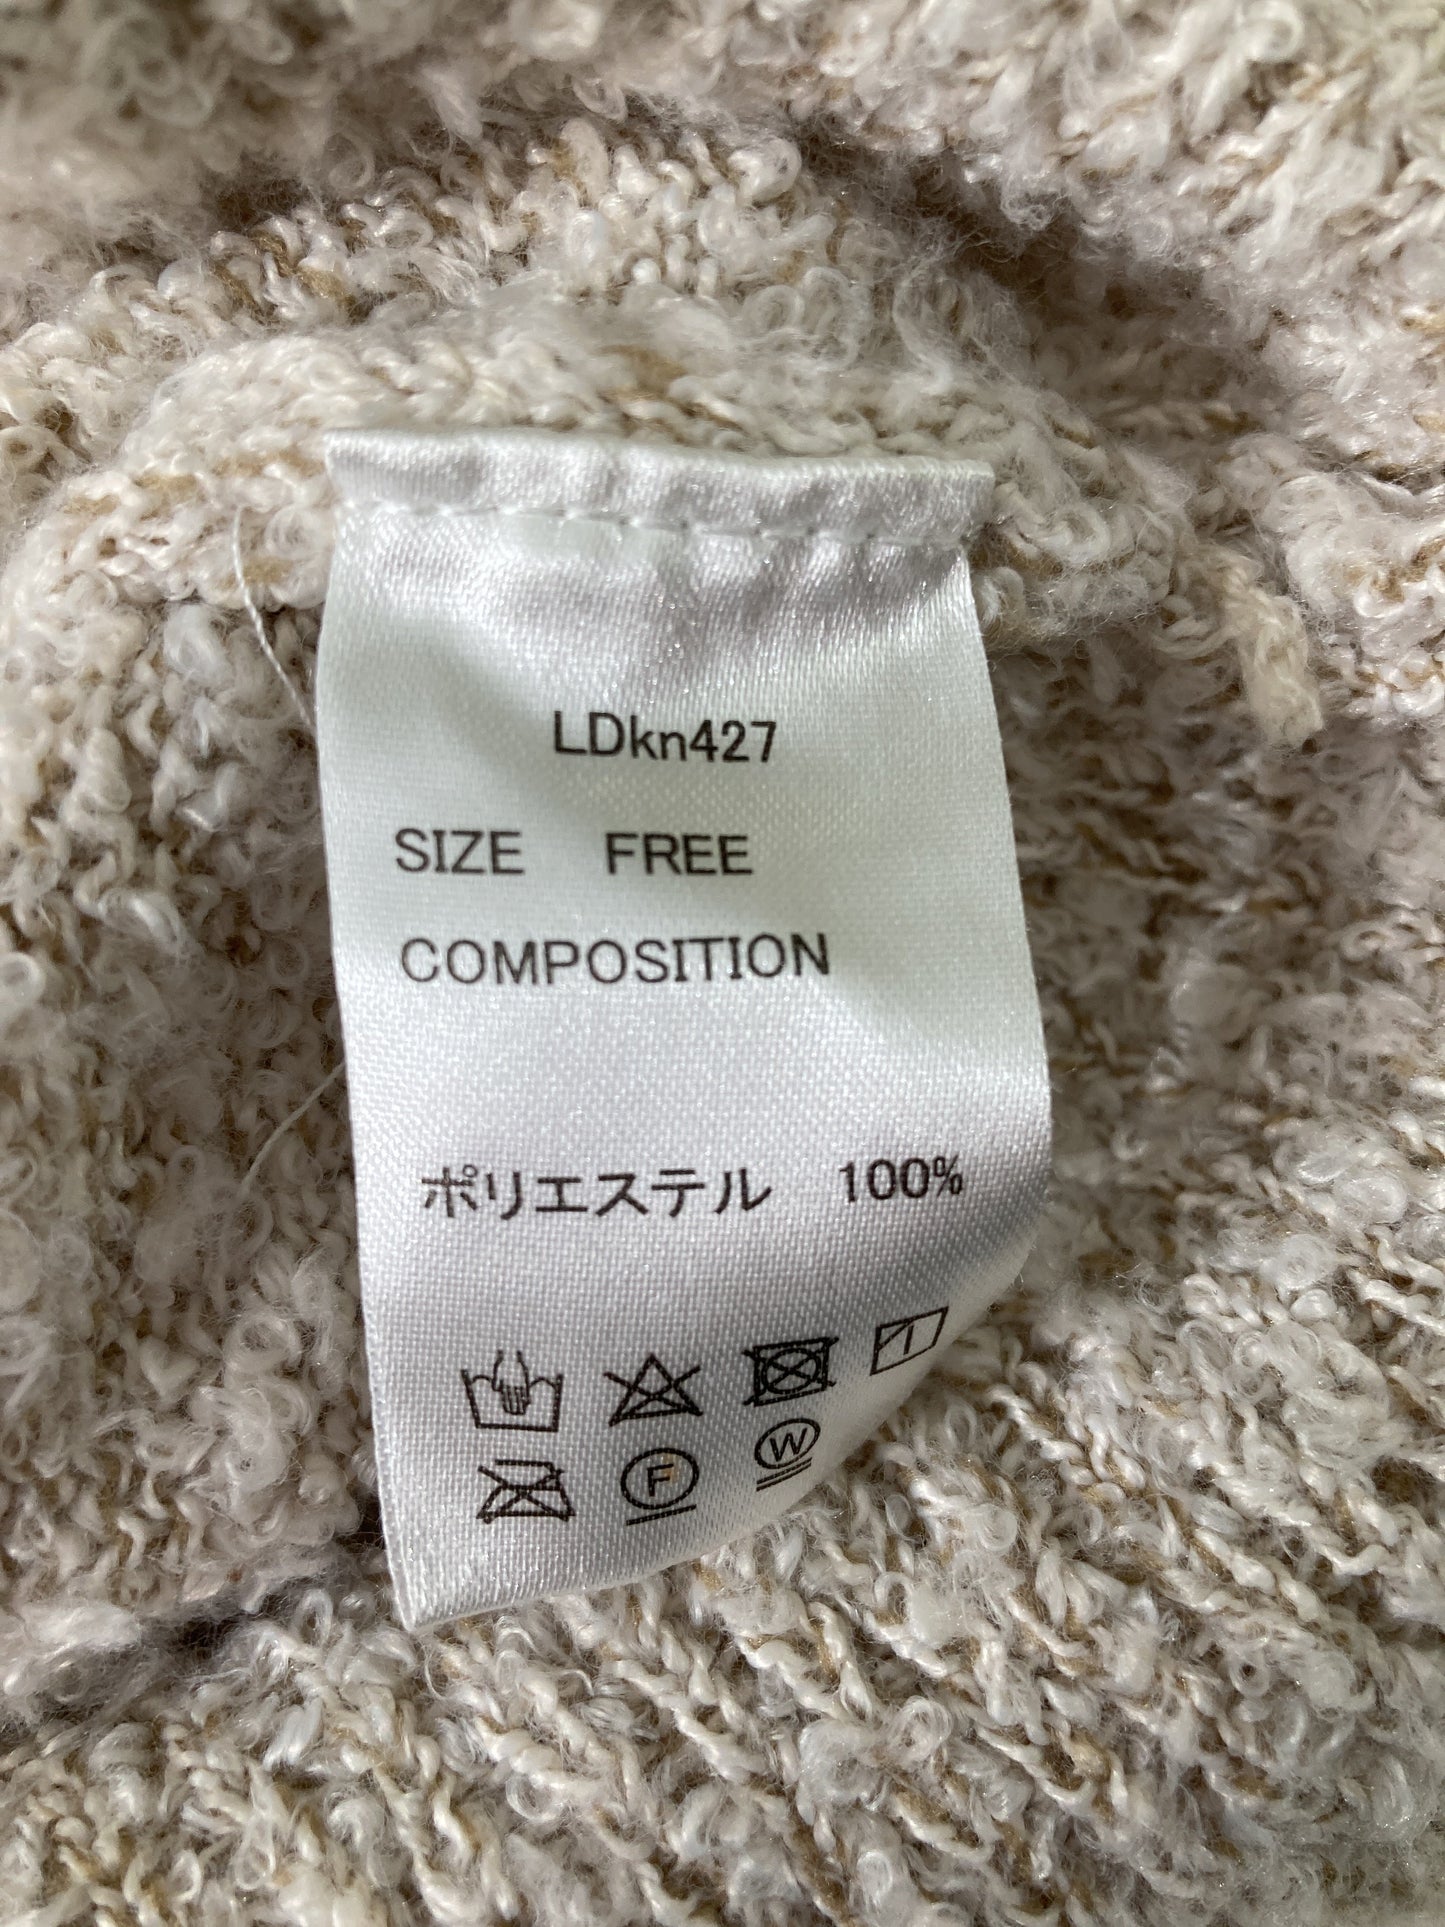 LDkn427
SIZE FREE
COMPOSITION
ポリエステル 100%
F W